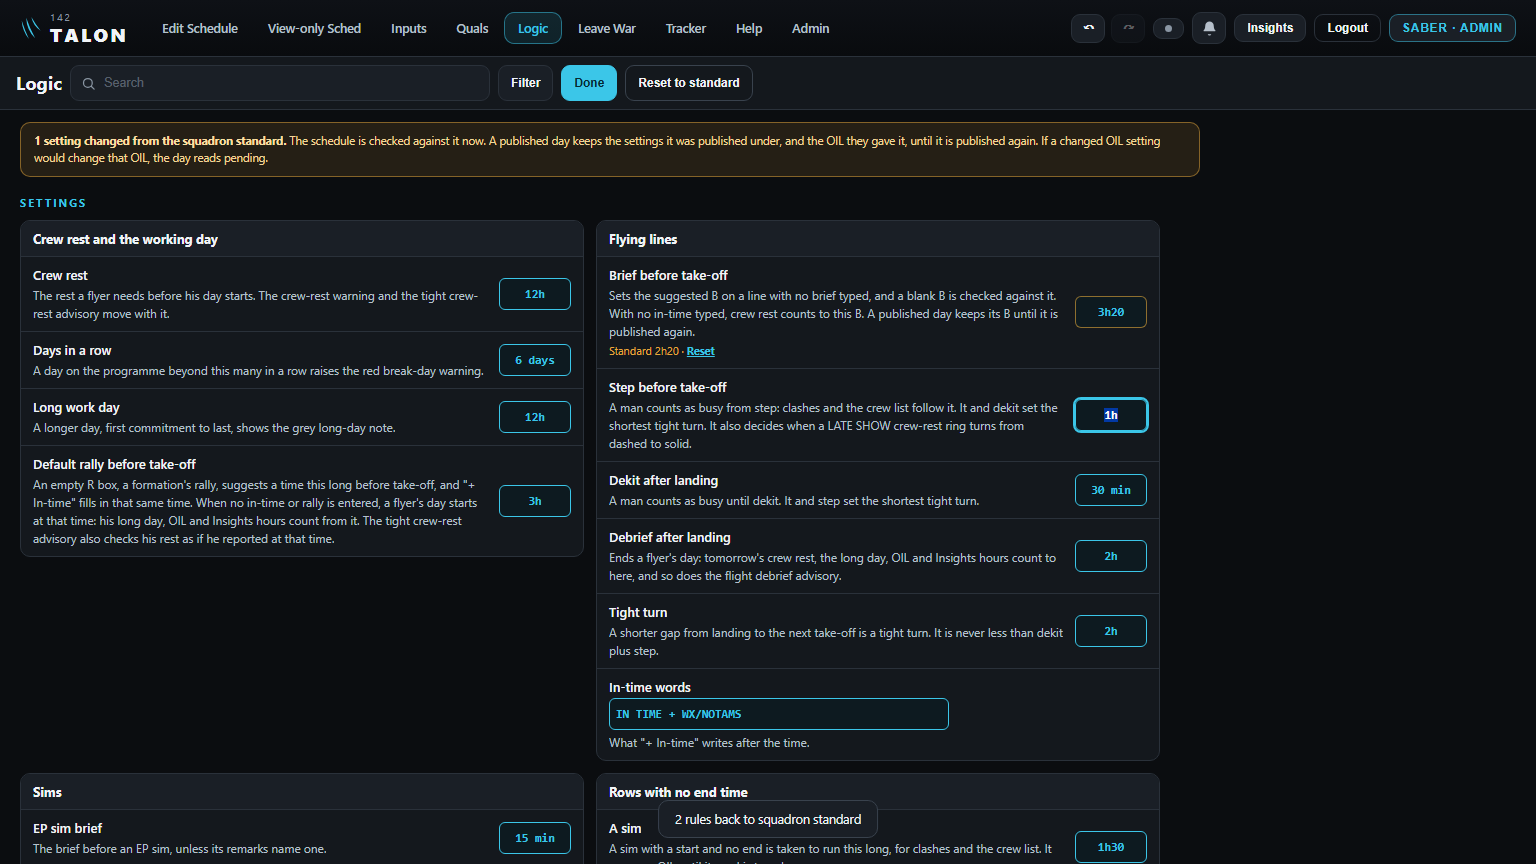 142
TALON
Edit Schedule
View-only Sched
Inputs
Quals
Logic
Leave War
Tracker
Help
Admin
Insights
Logout
SABER · ADMIN
Logic
Search
Filter
Done
Reset to standard
1 setting changed from the squadron standard. The schedule is checked against it now. A published day keeps the settings it was published under, and the OIL they gave it, until it is published again. If a changed OIL setting
would change that OIL, the day reads pending.
SETTINGS
Crew rest and the working day
Crew rest
The rest a flyer needs before his day starts. The crew-rest warning and the tight crew-
rest advisory move with it.
12h
Days in a row
A day on the programme beyond this many in a row raises the red break-day warning.
6 days
Long work day
A longer day, first commitment to last, shows the grey long-day note.
12h
Default rally before take-off
An empty R box, a formation's rally, suggests a time this long before take-off, and "+
In-time" fills in that same time. When no in-time or rally is entered, a flyer's day starts
at that time: his long day, OIL and Insights hours count from it. The tight crew-rest
advisory also checks his rest as if he reported at that time.
3h
Flying lines
Brief before take-off
Sets the suggested B on a line with no brief typed, and a blank B is checked against it.
With no in-time typed, crew rest counts to this B. A published day keeps its B until it is
published again.
Standard 2h20 · Reset
3h20
Step before take-off
A man counts as busy from step: clashes and the crew list follow it. It and dekit set the
shortest tight turn. It also decides when a LATE SHOW crew-rest ring turns from
dashed to solid.
1h
Dekit after landing
A man counts as busy until dekit. It and step set the shortest tight turn.
30 min
Debrief after landing
Ends a flyer's day: tomorrow's crew rest, the long day, OIL and Insights hours count to
here, and so does the flight debrief advisory.
2h
Tight turn
A shorter gap from landing to the next take-off is a tight turn. It is never less than dekit
plus step.
2h
In-time words
IN TIME + WX/NOTAMS
What "+ In-time" writes after the time.
Sims
EP sim brief
The brief before an EP sim, unless its remarks name one.
15 min
Rows with no end time
A sim
A sim with a start and no end is taken to run this long, for clashes and the crew list. It
1h30
2 rules back to squadron standard